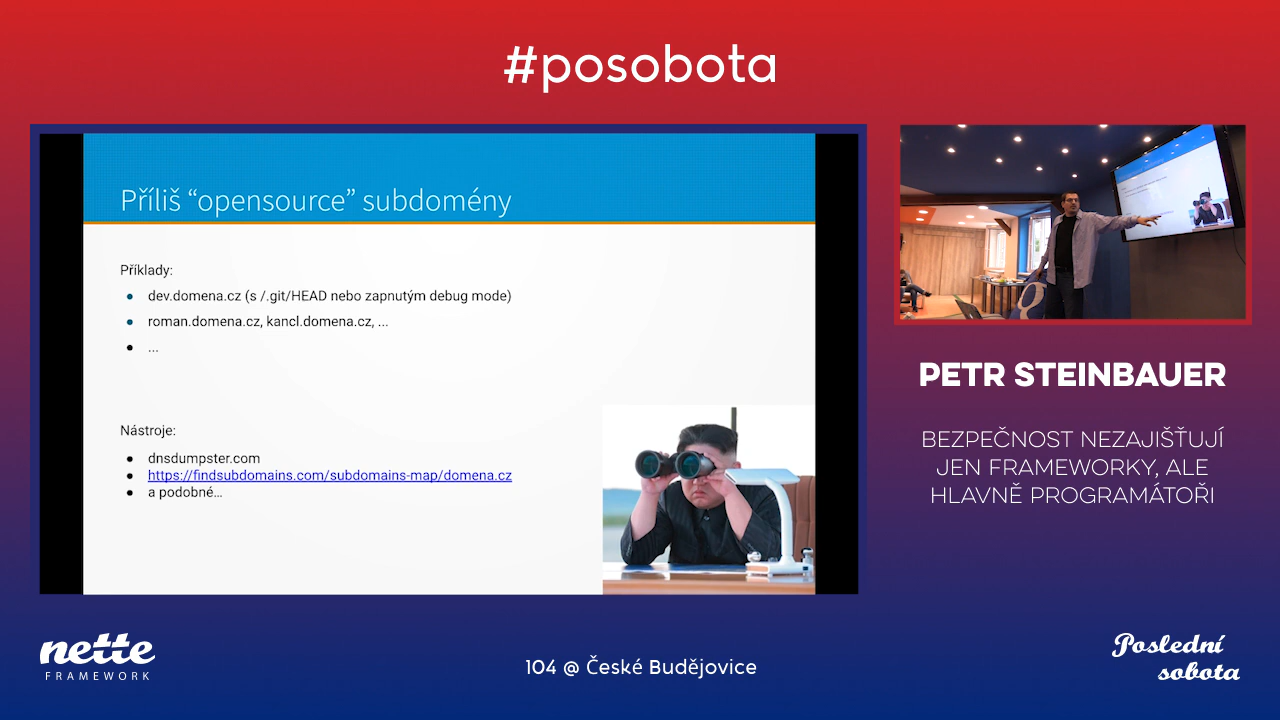 #posobota
Příliš “opensource” subdomény
Příklady:
dev.domena.cz (s /.git/HEAD nebo zapnutým debug mode)
roman.domena.cz, kancl.domena.cz, ...
...
Nástroje:
dnsdumpster.com
https://findsubdomains.com/subdomains-map/domena.cz
a podobné…
PETR STEINBAUER
BEZPEČNOST NEZAJIŠŤUJÍ
JEN FRAMEWORKY, ALE
HLAVNĚ PROGRAMÁTOŘI
nette
FRAMEWORK
104 @ České Budějovice
Poslední
sobota